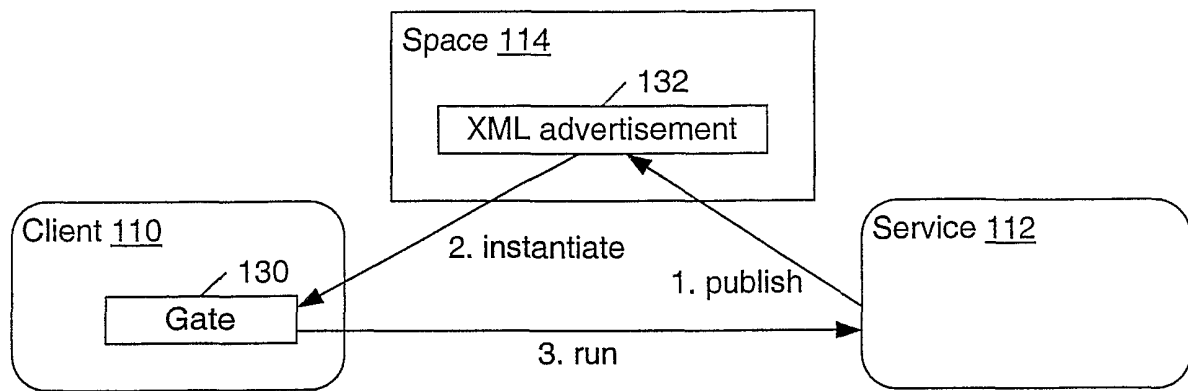 Space 114
132
XML advertisement
Client 110
2. instantiate
Service 112
130
1. publish
Gate
3. run